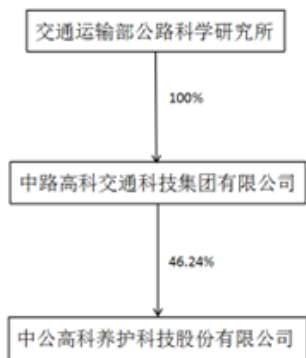 交通运输部公路科学研究所
100%
中路高科交通科技集团有限公司
46.24%
中公高科养护科技股份有限公司